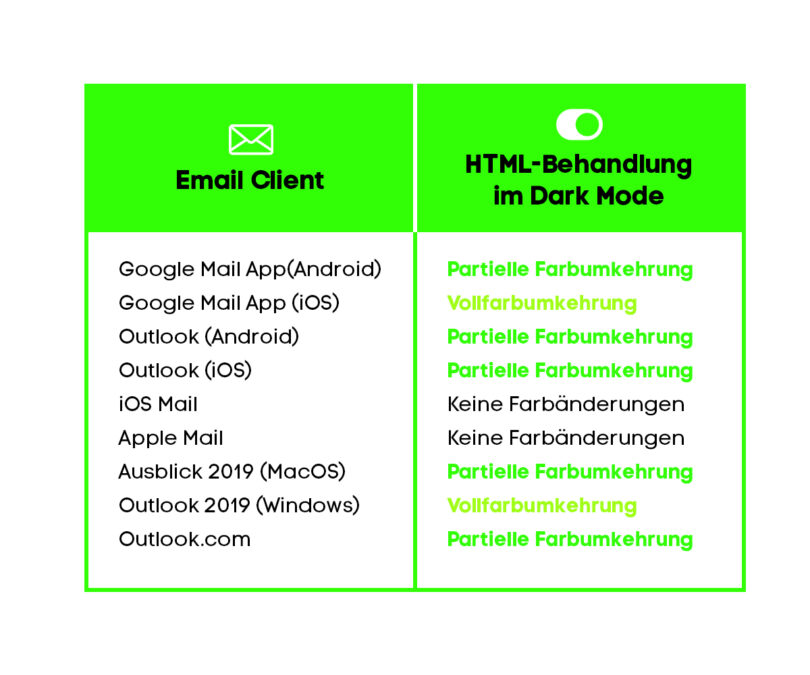 Email Client
HTML-Behandlung
im Dark Mode
Google Mail App(Android) Partielle Farbumkehrung
Google Mail App (iOS) Vollfarbumkehrung
Outlook (Android) Partielle Farbumkehrung
Outlook (iOS) Partielle Farbumkehrung
iOS Mail Keine Farbänderungen
Apple Mail Keine Farbänderungen
Ausblick 2019 (MacOS) Partielle Farbumkehrung
Outlook 2019 (Windows) Vollfarbumkehrung
Outlook.com Partielle Farbumkehrung